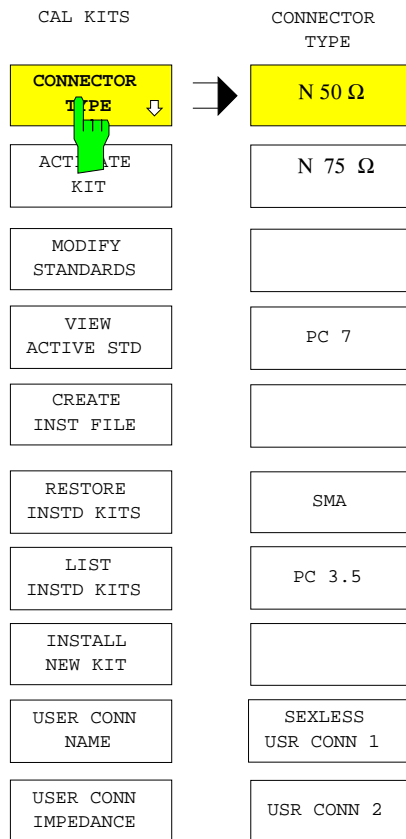 CAL KITS
CONNECTOR
TYPE
ACTIVATE
KIT
MODIFY
STANDARDS
VIEW
ACTIVE STD
CREATE
INST FILE
RESTORE
INSTD KITS
LIST
INSTD KITS
INSTALL
NEW KIT
USER CONN
NAME
USER CONN
IMPEDANCE
CONNECTOR
TYPE
N 50 Ω
N 75 Ω
PC 7
SMA
PC 3.5
SEXLESS
USR CONN 1
USR CONN 2